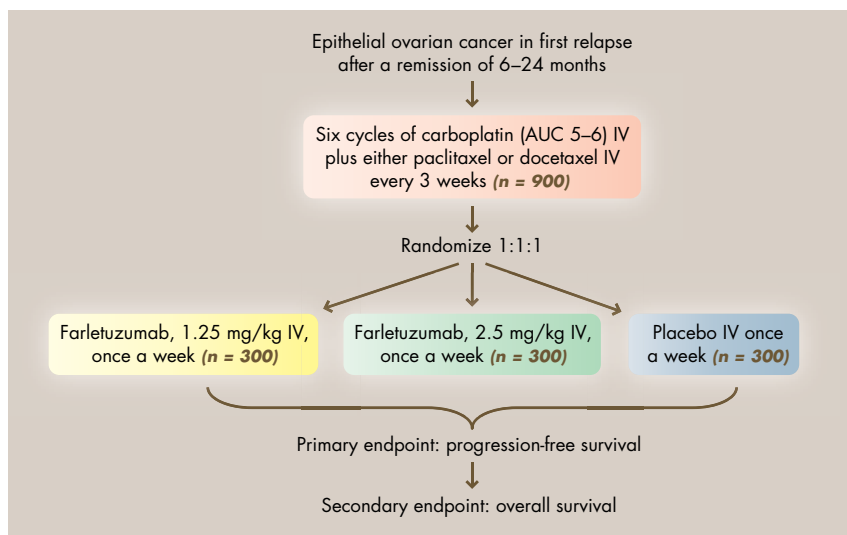 Epithelial ovarian cancer in first relapse
after a remission of 6–24 months
Six cycles of carboplatin (AUC 5–6) IV
plus either paclitaxel or docetaxel IV
every 3 weeks (n = 900)
Randomize 1:1:1
Farletuzumab, 1.25 mg/kg IV,
once a week (n = 300)
Farletuzumab, 2.5 mg/kg IV,
once a week (n = 300)
Placebo IV once
a week (n = 300)
Primary endpoint: progression-free survival
Secondary endpoint: overall survival